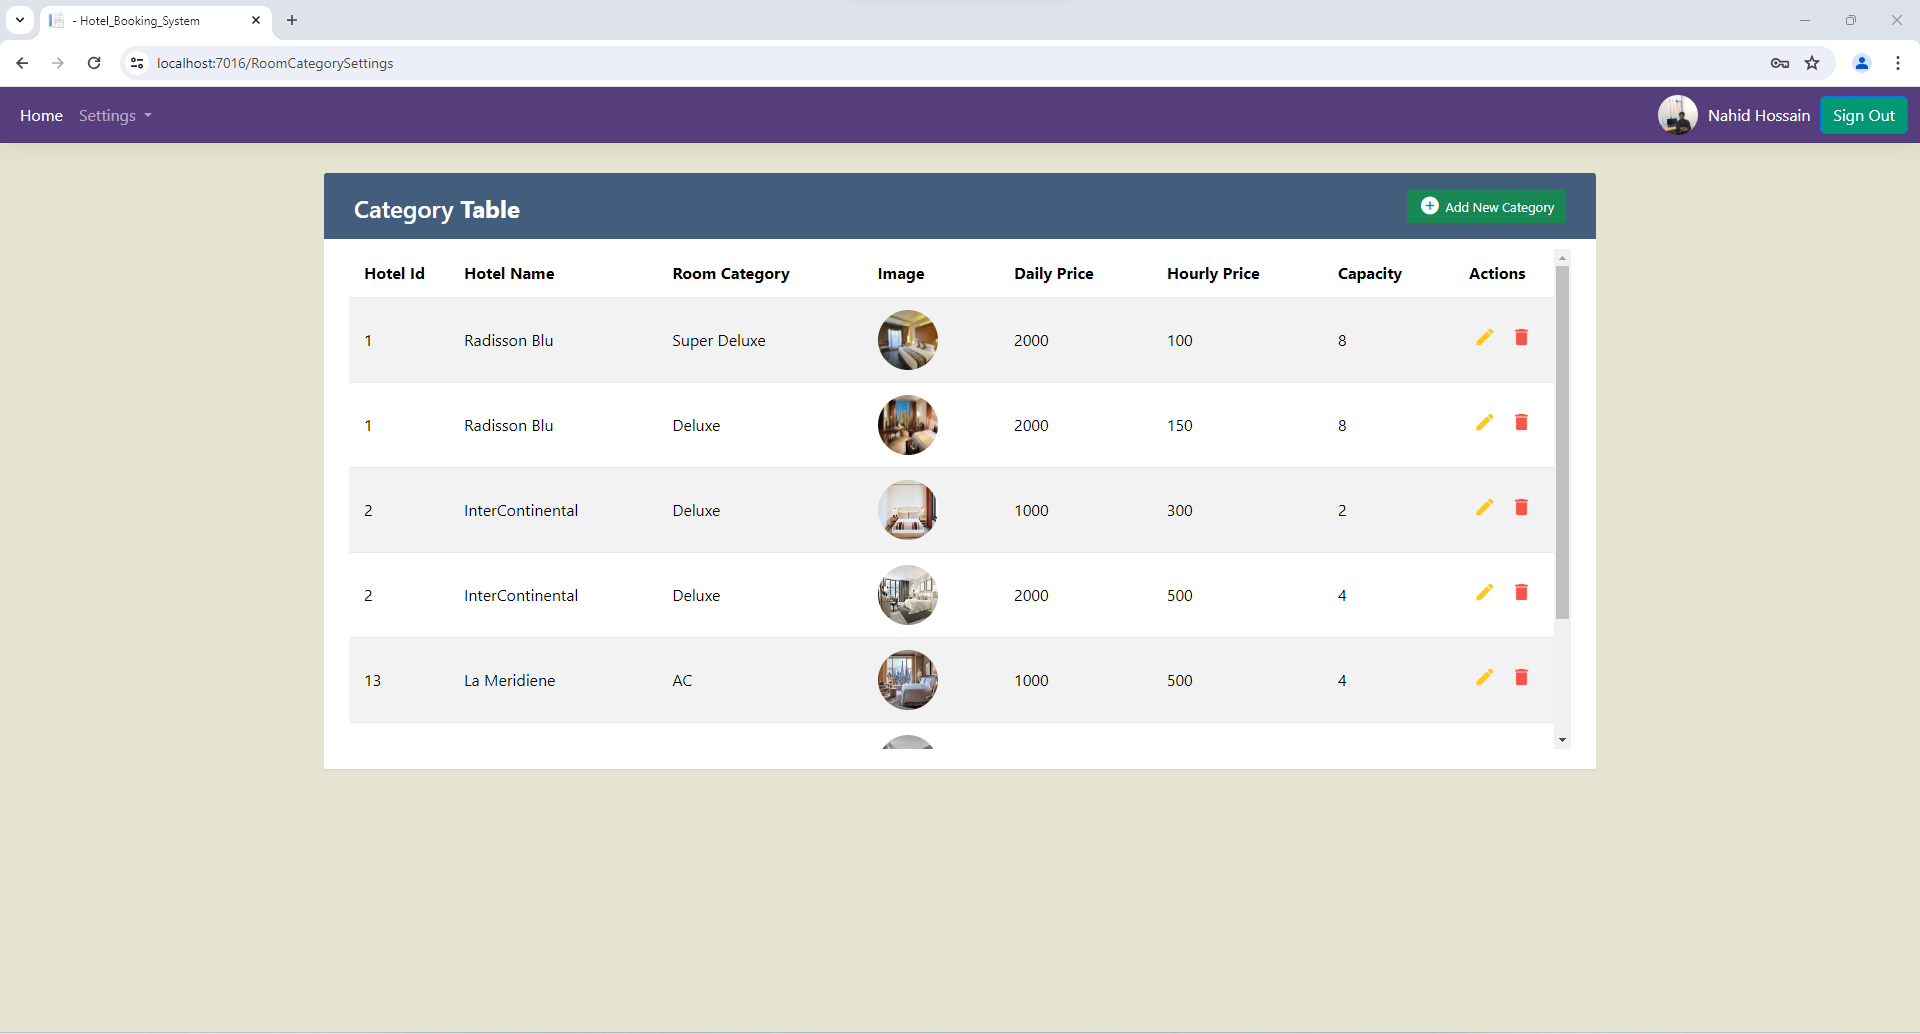 - Hotel_Booking_System
localhost:7016/RoomCategorySettings
Home Settings Nahid Hossain Sign Out
Category Table Add New Category
Hotel Id Hotel Name Room Category Image Daily Price Hourly Price Capacity Actions
1 Radisson Blu Super Deluxe 2000 100 8
1 Radisson Blu Deluxe 2000 150 8
2 InterContinental Deluxe 1000 300 2
2 InterContinental Deluxe 2000 500 4
13 La Meridiene AC 1000 500 4